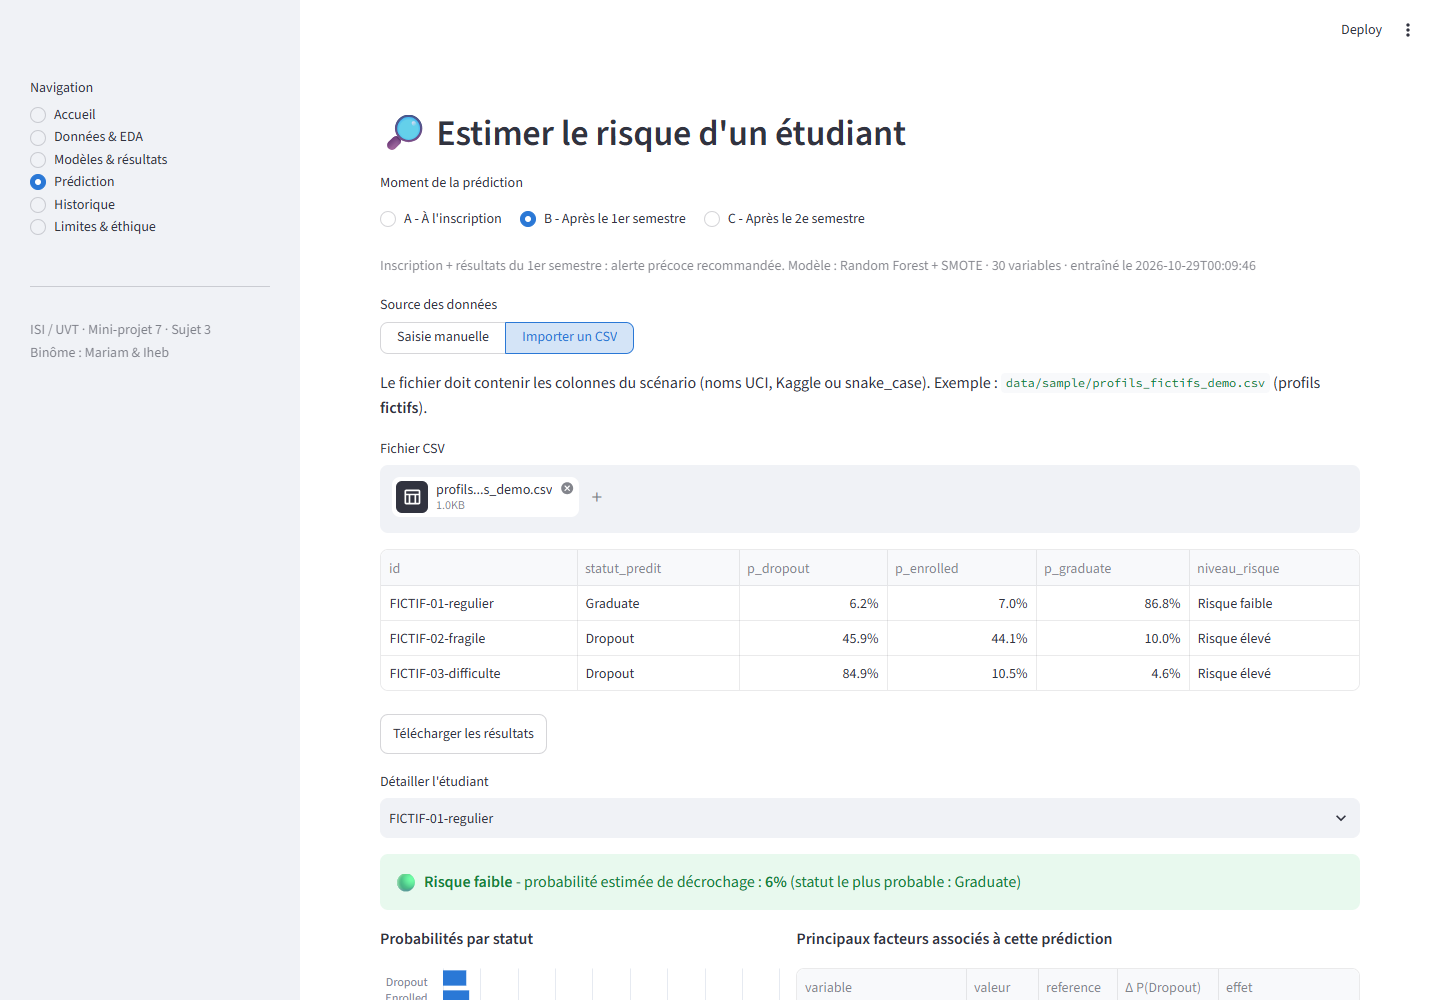 Deploy
Navigation
Accueil
Données & EDA
Modèles & résultats
Prédiction
Historique
Limites & éthique
ISI / UVT · Mini-projet 7 · Sujet 3
Binôme : Mariam & Iheb
Estimer le risque d'un étudiant
Moment de la prédiction
A - À l'inscription B - Après le 1er semestre C - Après le 2e semestre
Inscription + résultats du 1er semestre : alerte précoce recommandée. Modèle : Random Forest + SMOTE · 30 variables · entraîné le 2026-10-29T00:09:46
Source des données
Saisie manuelle Importer un CSV
Le fichier doit contenir les colonnes du scénario (noms UCI, Kaggle ou snake_case). Exemple : data/sample/profils_fictifs_demo.csv (profils
fictifs).
Fichier CSV
profils...s_demo.csv
1.0KB
id statut_predit p_dropout p_enrolled p_graduate niveau_risque
FICTIF-01-regulier Graduate 6.2% 7.0% 86.8% Risque faible
FICTIF-02-fragile Dropout 45.9% 44.1% 10.0% Risque élevé
FICTIF-03-difficulte Dropout 84.9% 10.5% 4.6% Risque élevé
Télécharger les résultats
Détailler l'étudiant
FICTIF-01-regulier
Risque faible - probabilité estimée de décrochage : 6% (statut le plus probable : Graduate)
Probabilités par statut
Dropout
Enrolled
Principaux facteurs associés à cette prédiction
variable valeur reference Δ P(Dropout) effet